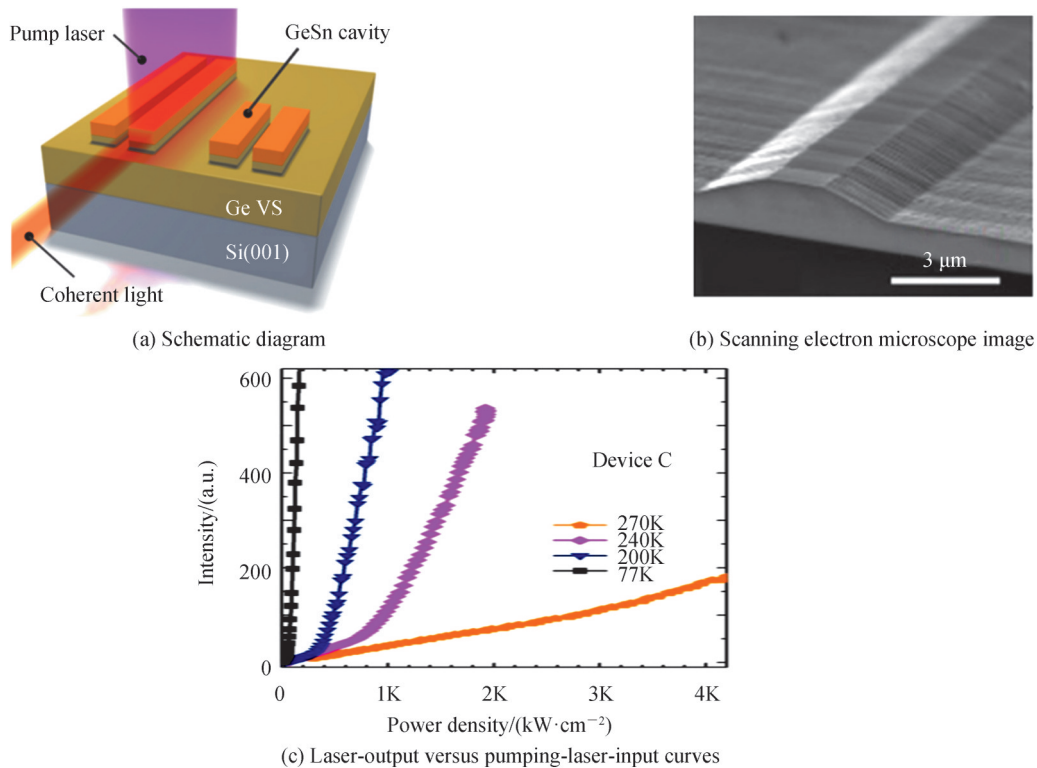 Pump laser
GeSn cavity
Ge VS
Si(001)
Coherent light
(a) Schematic diagram
3 μm
(b) Scanning electron microscope image
600
400
200
0
Intensity/(a.u.)
Device C
270K
240K
200K
77K
0 1K 2K 3K 4K
Power density/(kW·cm⁻²)
(c) Laser-output versus pumping-laser-input curves